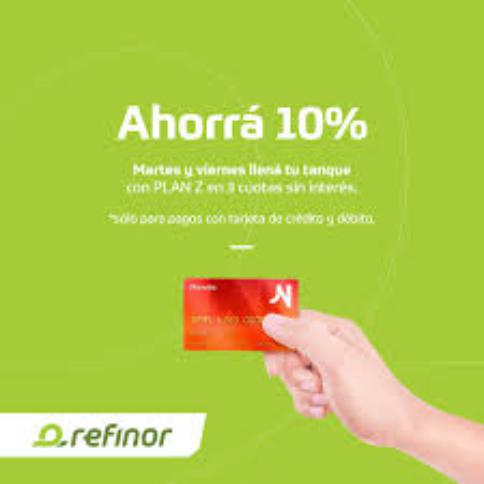 Ahorrá 10%
Martes y viernes llená tu tanque
con PLAN Z en 3 cuotas sin interés.
*sólo para pagos con tarjeta de crédito y débito.
N
refinor